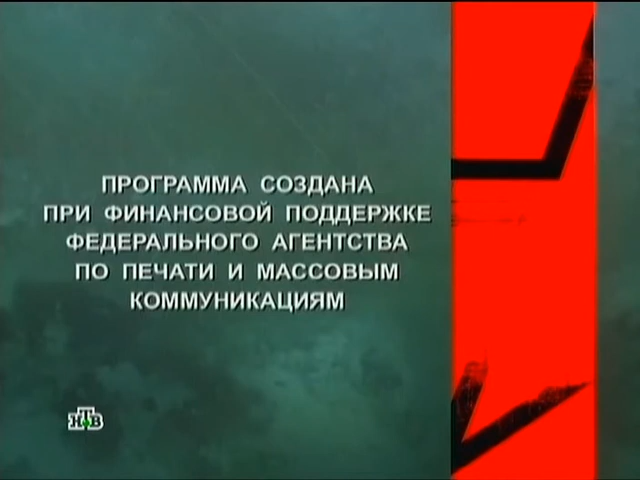 ПРОГРАММА СОЗДАНА
ПРИ ФИНАНСОВОЙ ПОДДЕРЖКЕ
ФЕДЕРАЛЬНОГО АГЕНТСТВА
ПО ПЕЧАТИ И МАССОВЫМ
КОММУНИКАЦИЯМ
НТВ